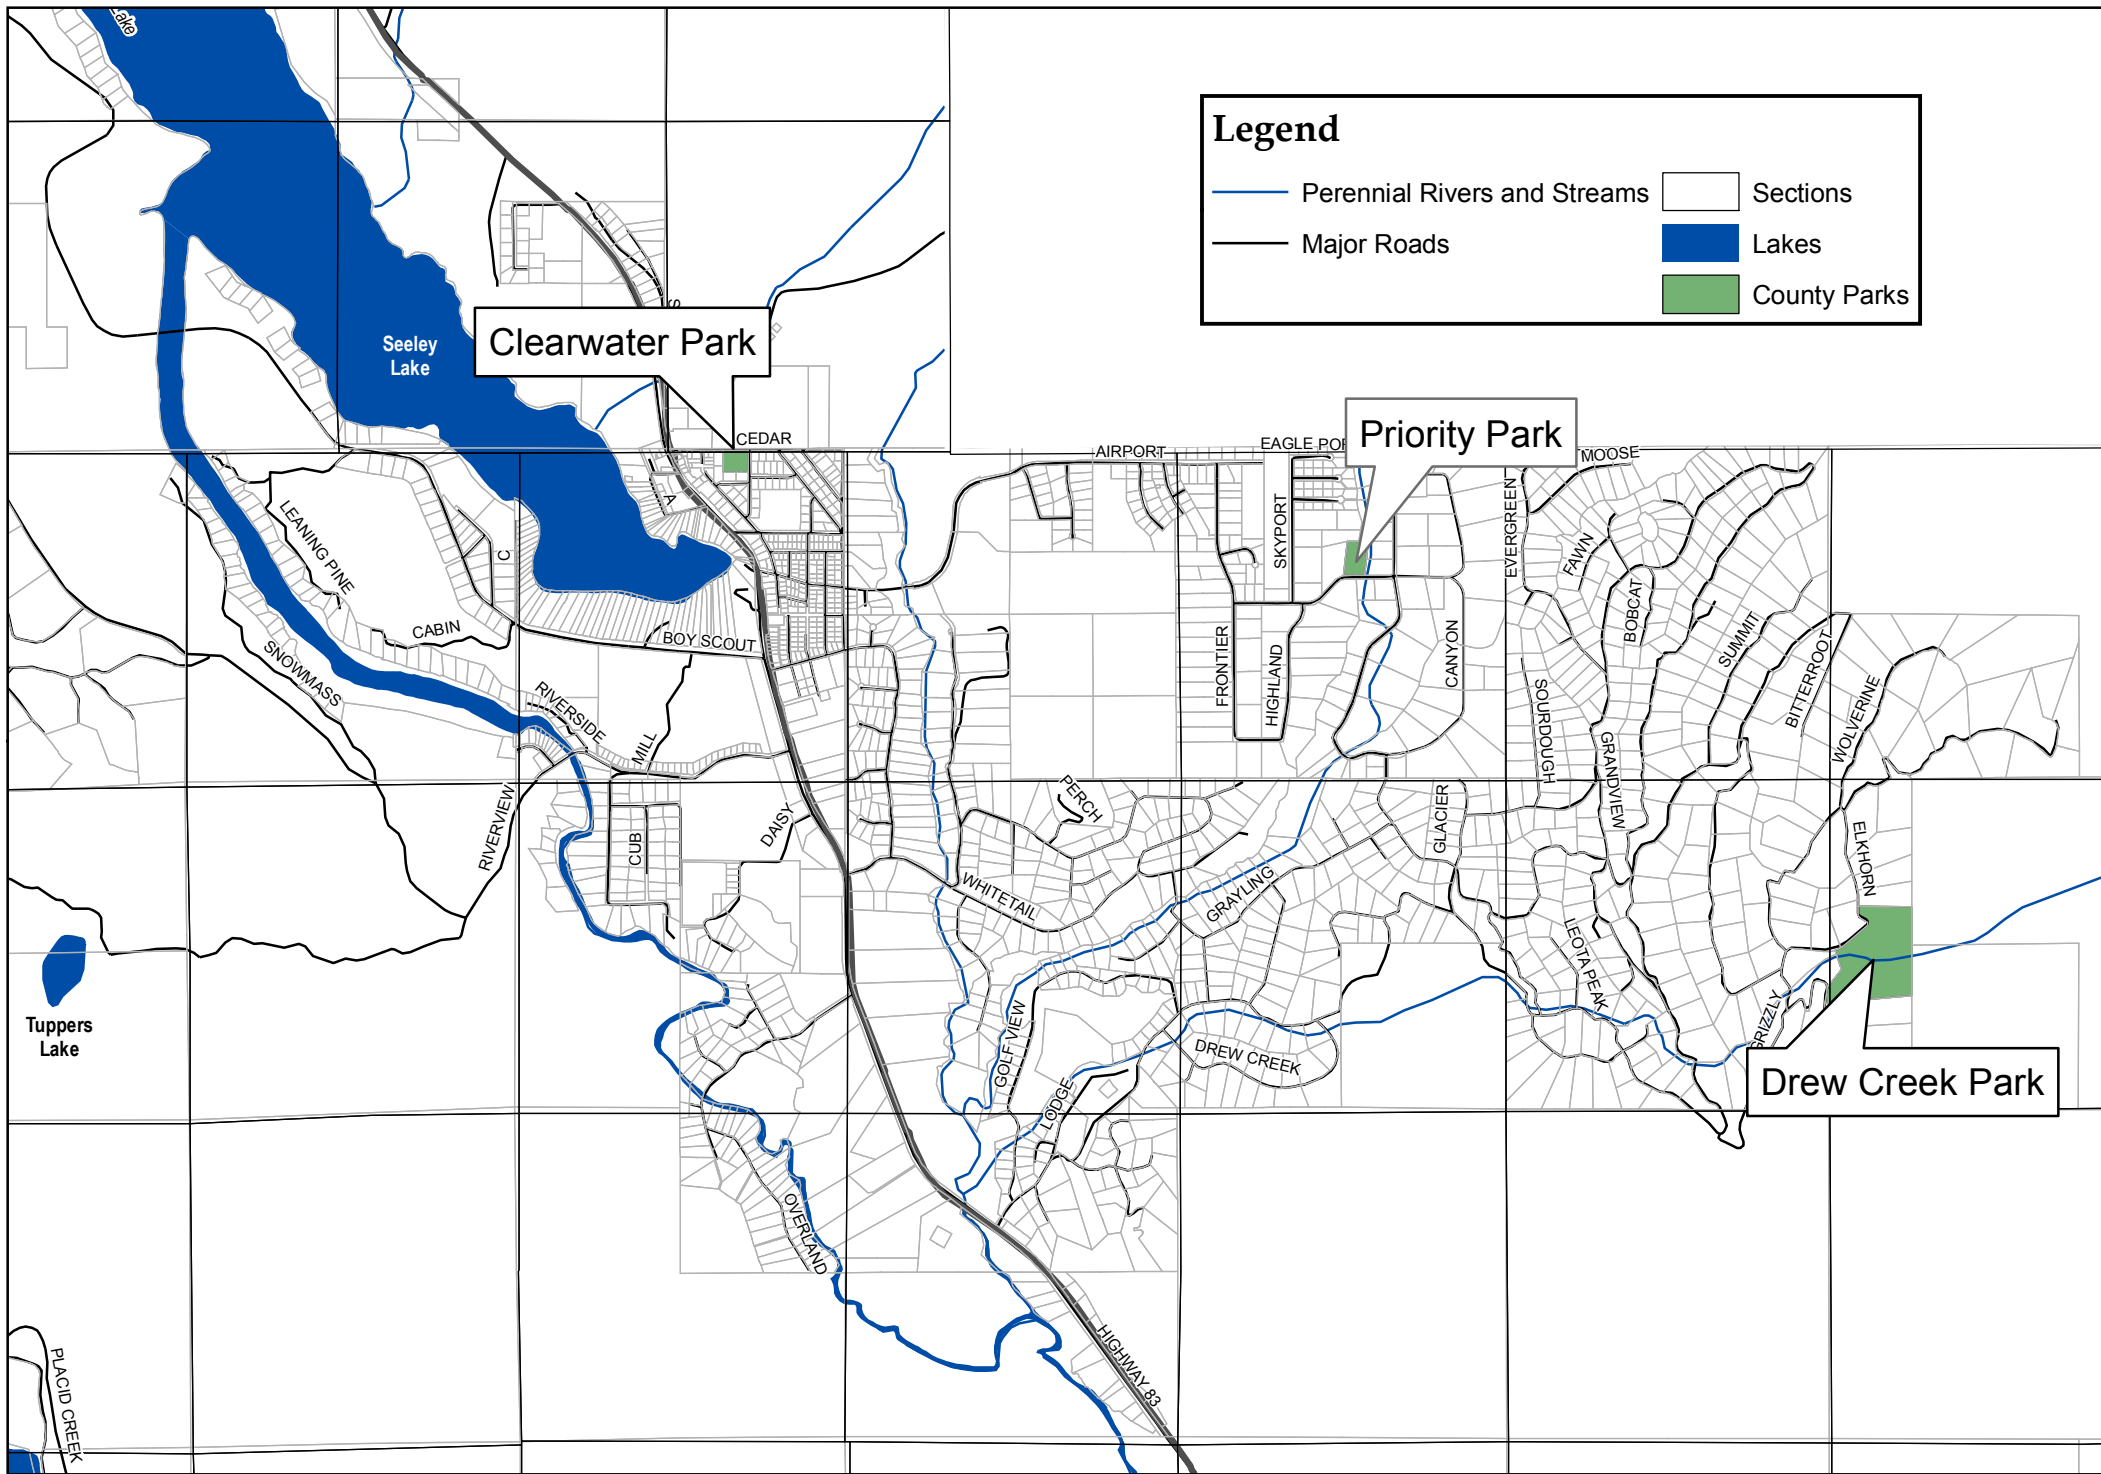 Lake
Legend
Perennial Rivers and Streams
Sections
Major Roads
Lakes
County Parks
S
Clearwater Park
Seeley
Lake
Priority Park
CEDAR
AIRPORT
EAGLE POR
MOOSE
A
C
LEANING PINE
SKYPORT
EVERGREEN
FAWN
BOBCAT
CABIN
BOY SCOUT
SNOWMASS
FRONTIER
HIGHLAND
CANYON
SUMMIT
BITTERROOT
WOLVERINE
SOURDOUGH
GRANDVIEW
RIVERSIDE
MILL
RIVERVIEW
CUB
DAISY
PERCH
GLACIER
ELKHORN
WHITETAIL
GRAYLING
LEOTA PEAK
Tuppers
Lake
GOLF VIEW
LODGE
DREW CREEK
GRIZZLY
Drew Creek Park
OVERLAND
HIGHWAY 83
PLACID CREEK